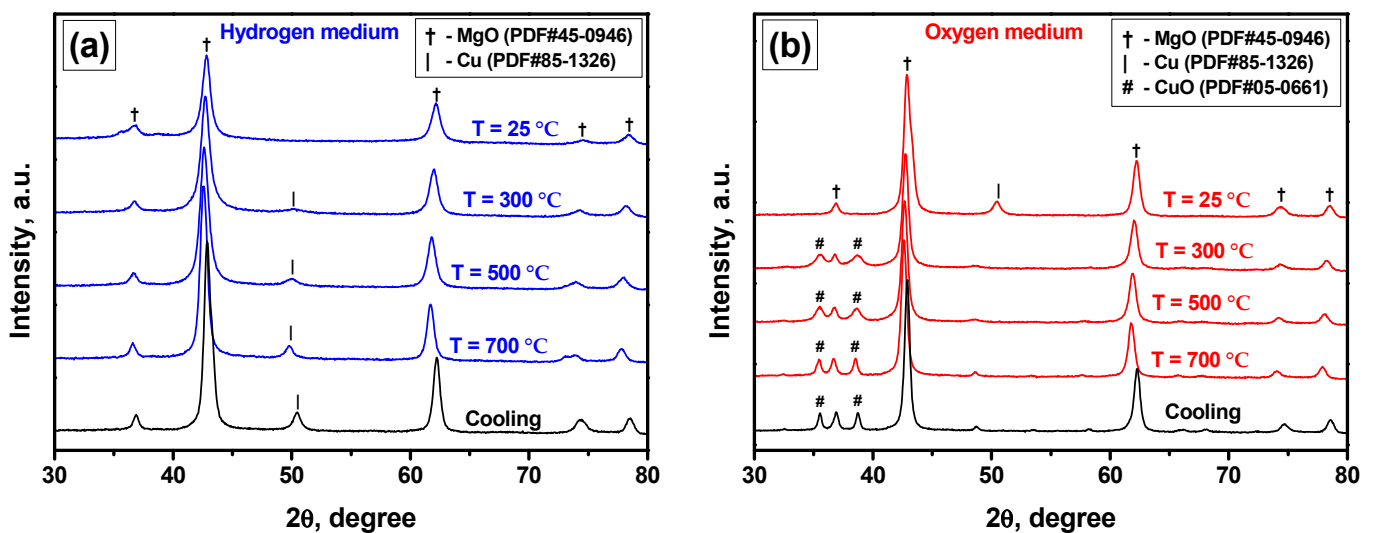 (a)
Hydrogen medium
† - MgO (PDF#45-0946)
| - Cu (PDF#85-1326)
†
†
†
†
†
T = 25 °C
|
T = 300 °C
|
T = 500 °C
|
T = 700 °C
|
Cooling
Intensity, a.u.
30 40 50 60 70 80
2θ, degree
(b)
Oxygen medium
† - MgO (PDF#45-0946)
| - Cu (PDF#85-1326)
# - CuO (PDF#05-0661)
†
†
†
|
†
†
T = 25 °C
# #
T = 300 °C
# #
T = 500 °C
# #
T = 700 °C
# #
Cooling
Intensity, a.u.
30 40 50 60 70 80
2θ, degree